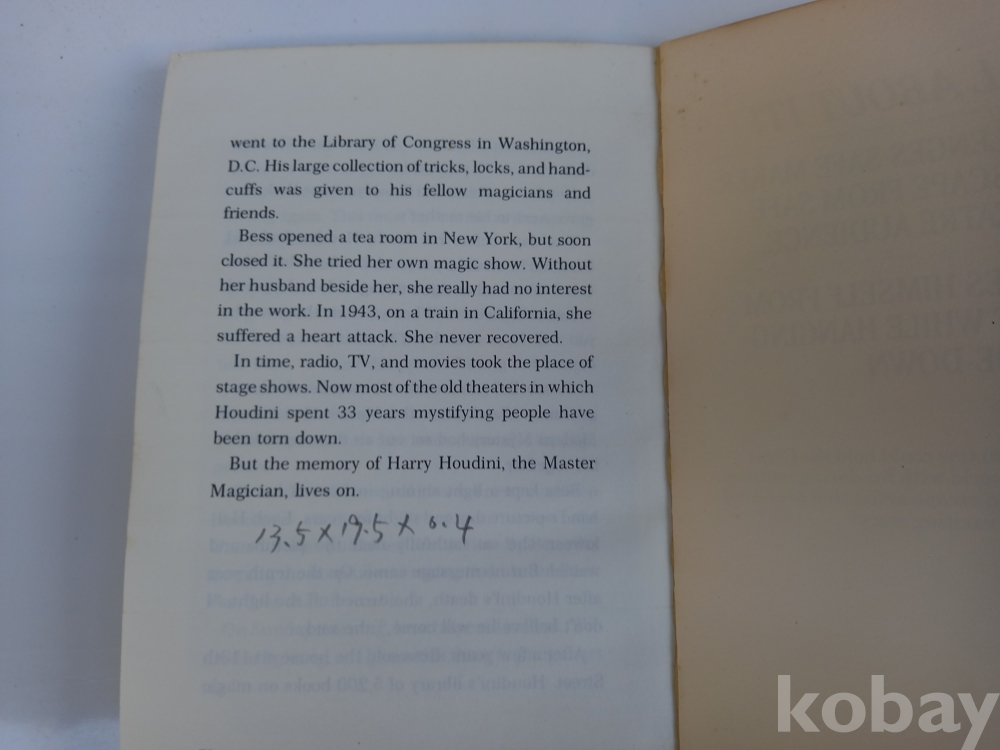 went to the Library of Congress in Washington,
D.C. His large collection of tricks, locks, and hand-
cuffs was given to his fellow magicians and
friends.
Bess opened a tea room in New York, but soon
closed it. She tried her own magic show. Without
her husband beside her, she really had no interest
in the work. In 1943, on a train in California, she
suffered a heart attack. She never recovered.
In time, radio, TV, and movies took the place of
stage shows. Now most of the old theaters in which
Houdini spent 33 years mystifying people have
been torn down.
But the memory of Harry Houdini, the Master
Magician, lives on.
13.5 x 19.5 x 0.4
kobay